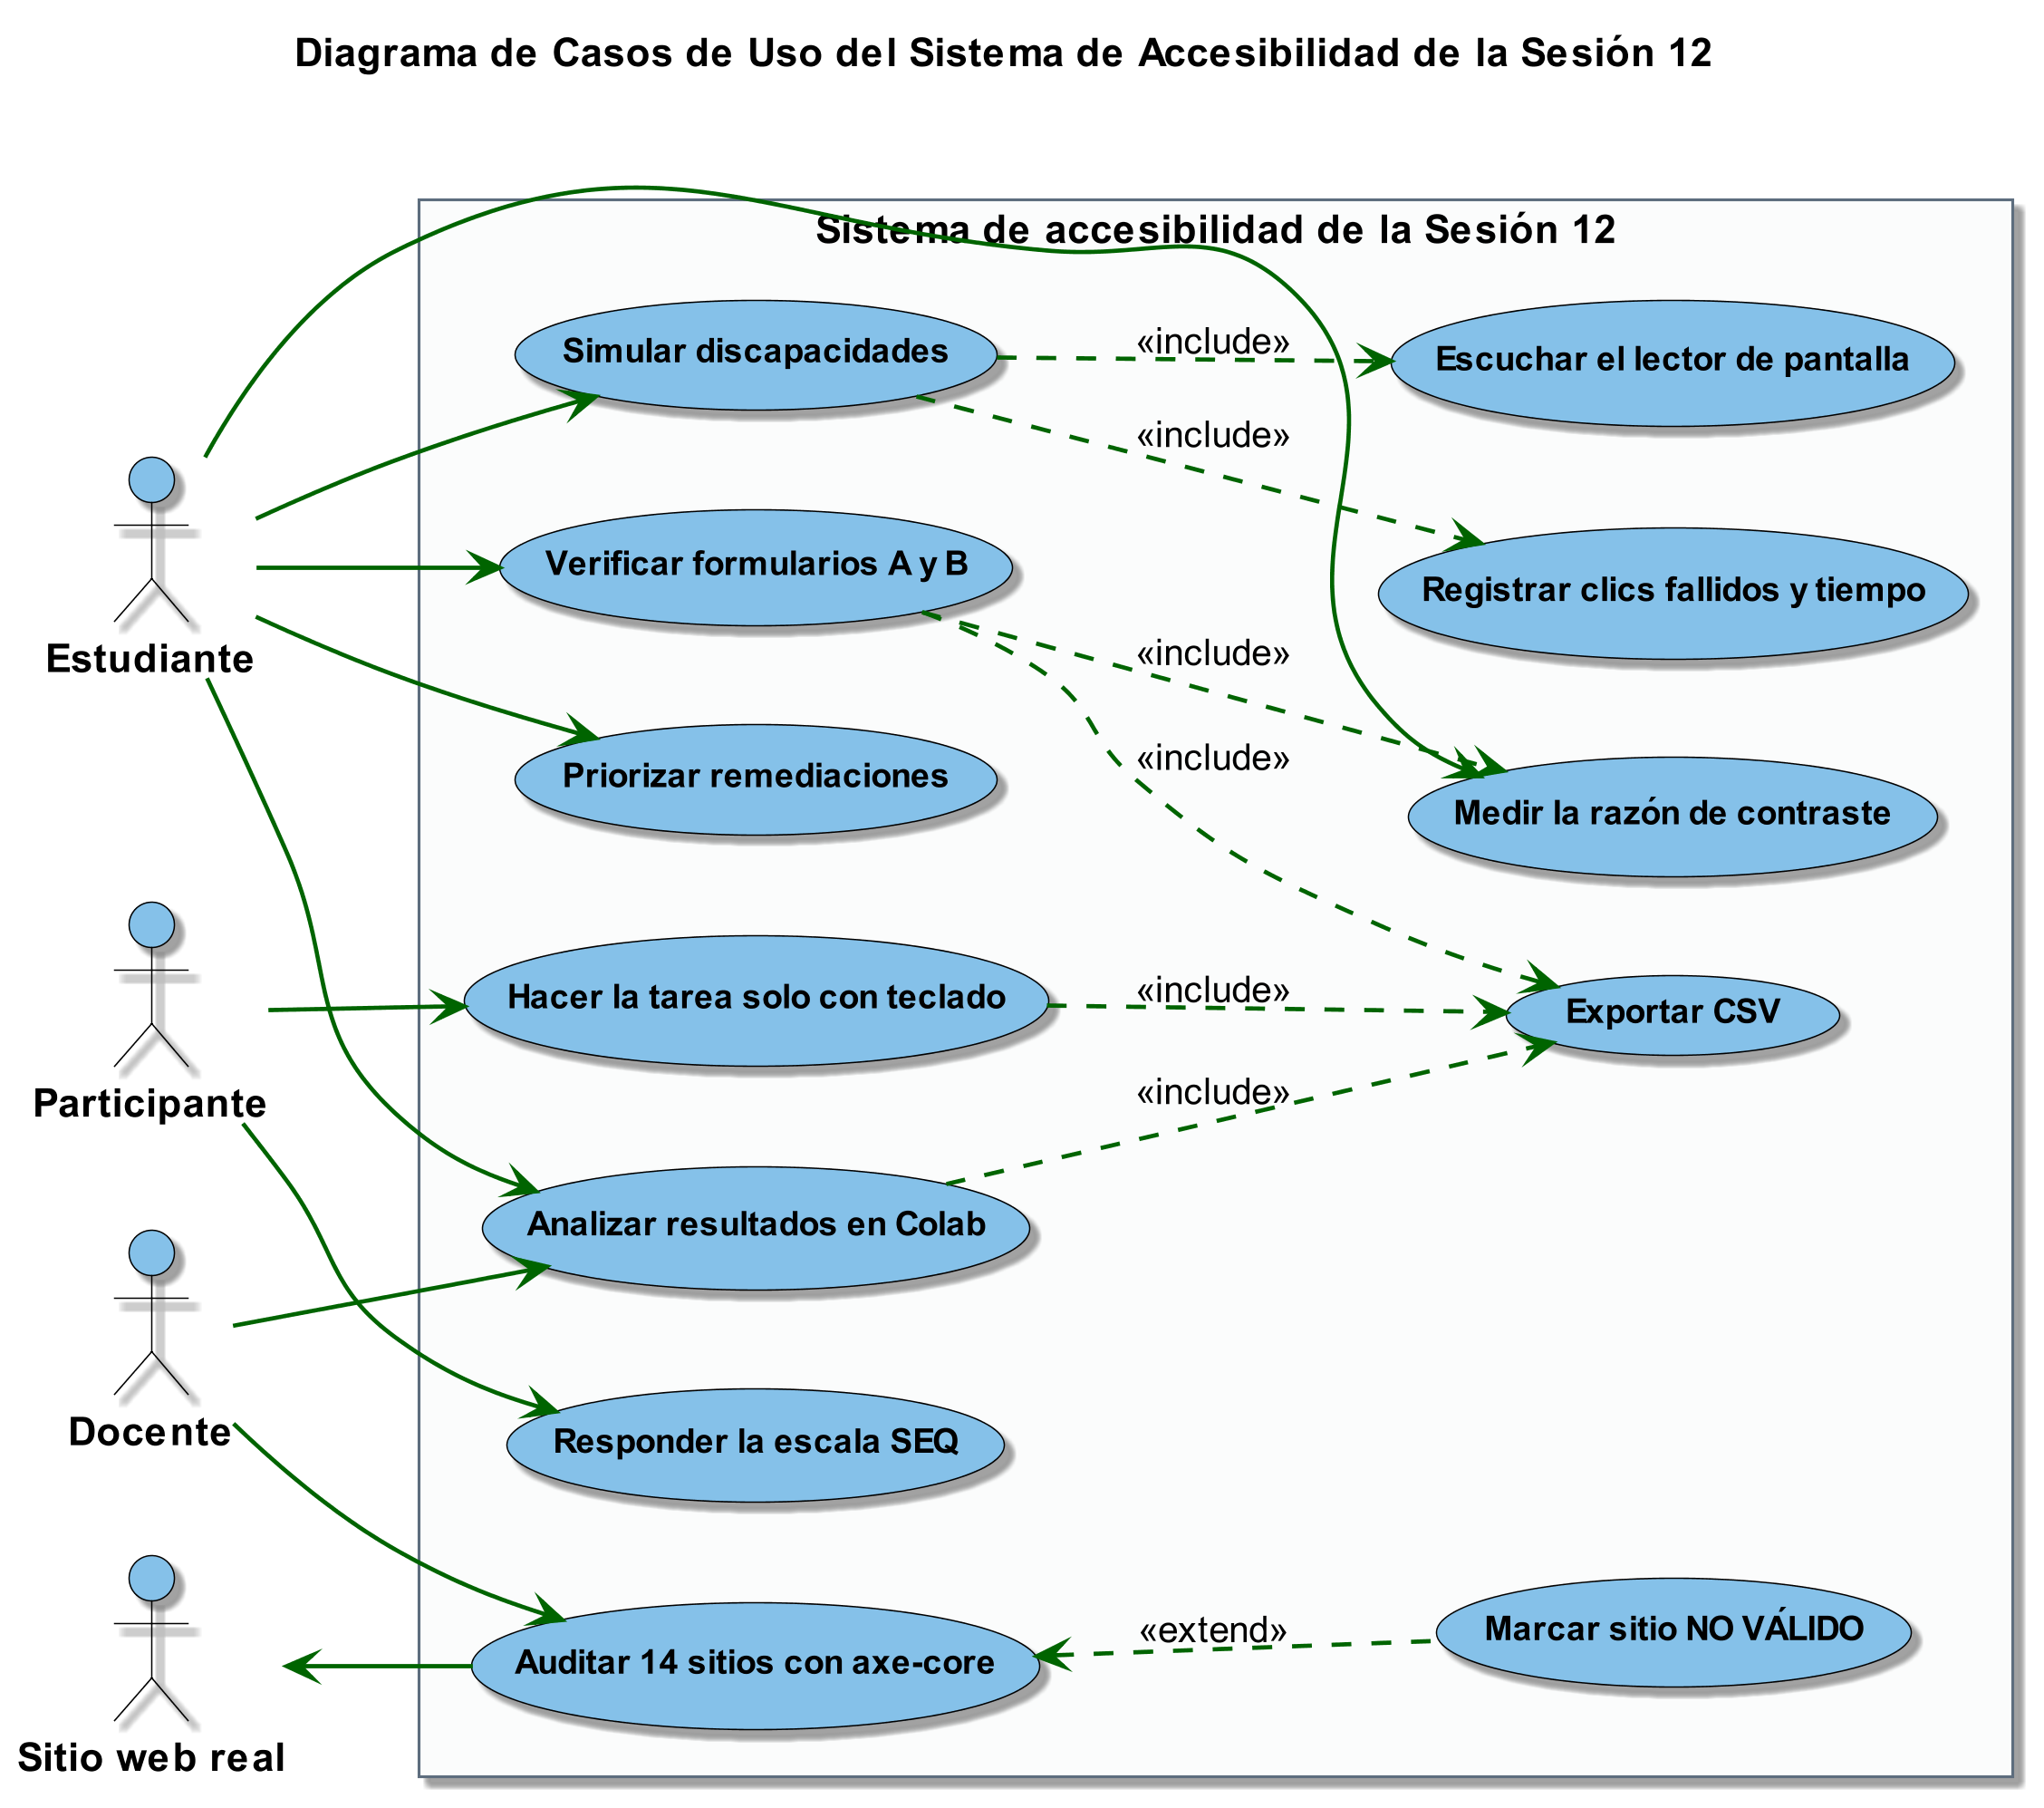 Diagrama de Casos de Uso del Sistema de Accesibilidad de la Sesión 12
Sistema de accesibilidad de la Sesión 12
Simular discapacidades
«include»
Escuchar el lector de pantalla
«include»
Verificar formularios A y B
Registrar clics fallidos y tiempo
Estudiante
«include»
«include»
Priorizar remediaciones
Medir la razón de contraste
Hacer la tarea solo con teclado
«include»
Exportar CSV
Participante
«include»
Analizar resultados en Colab
Docente
Responder la escala SEQ
«extend»
Marcar sitio NO VÁLIDO
Auditar 14 sitios con axe-core
Sitio web real